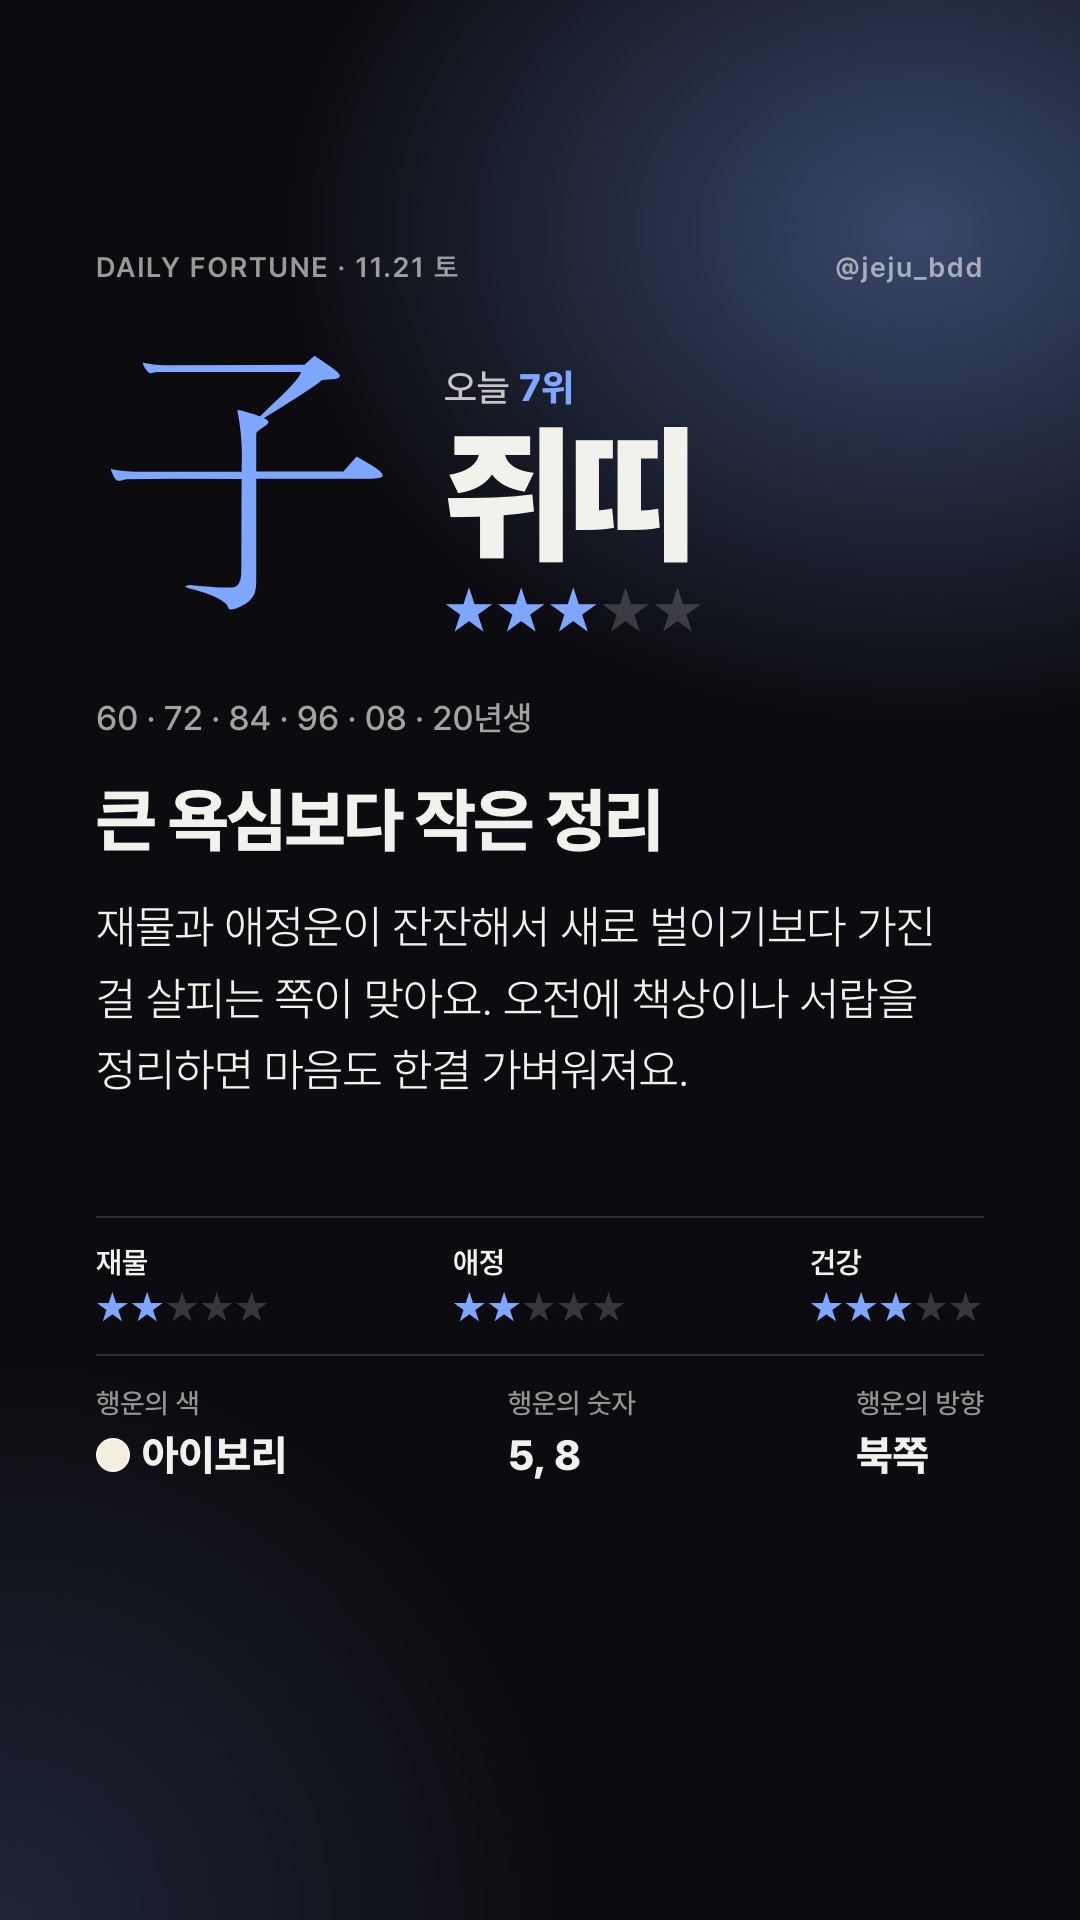 DAILY FORTUNE · 11.21 토
@jeju_bdd
子
오늘 7위
쥐띠
★★★★★
60 · 72 · 84 · 96 · 08 · 20년생
큰 욕심보다 작은 정리
재물과 애정운이 잔잔해서 새로 벌이기보다 가진
걸 살피는 쪽이 맞아요. 오전에 책상이나 서랍을
정리하면 마음도 한결 가벼워져요.
재물
★★★★★
애정
★★★★★
건강
★★★★★
행운의 색
아이보리
행운의 숫자
5, 8
행운의 방향
북쪽